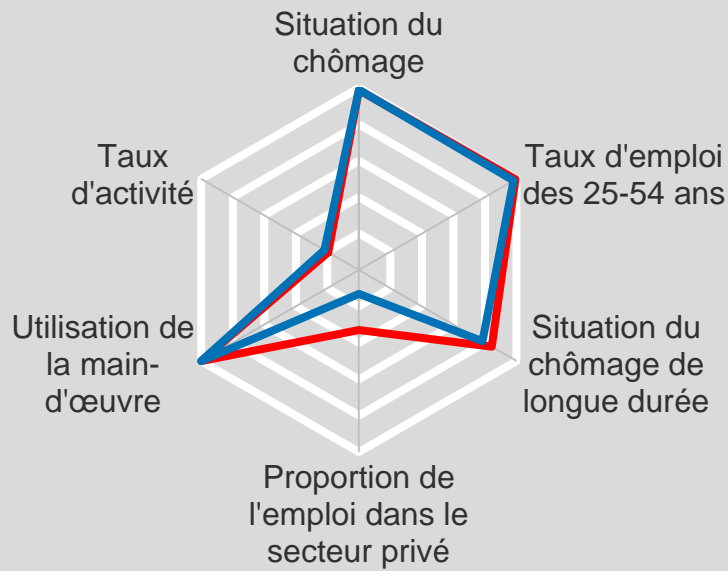 Situation du
chômage
Taux d'emploi
des 25-54 ans
Situation du
chômage de
longue durée
Proportion de
l'emploi dans le
secteur privé
Utilisation de
la main-
d'œuvre
Taux
d'activité